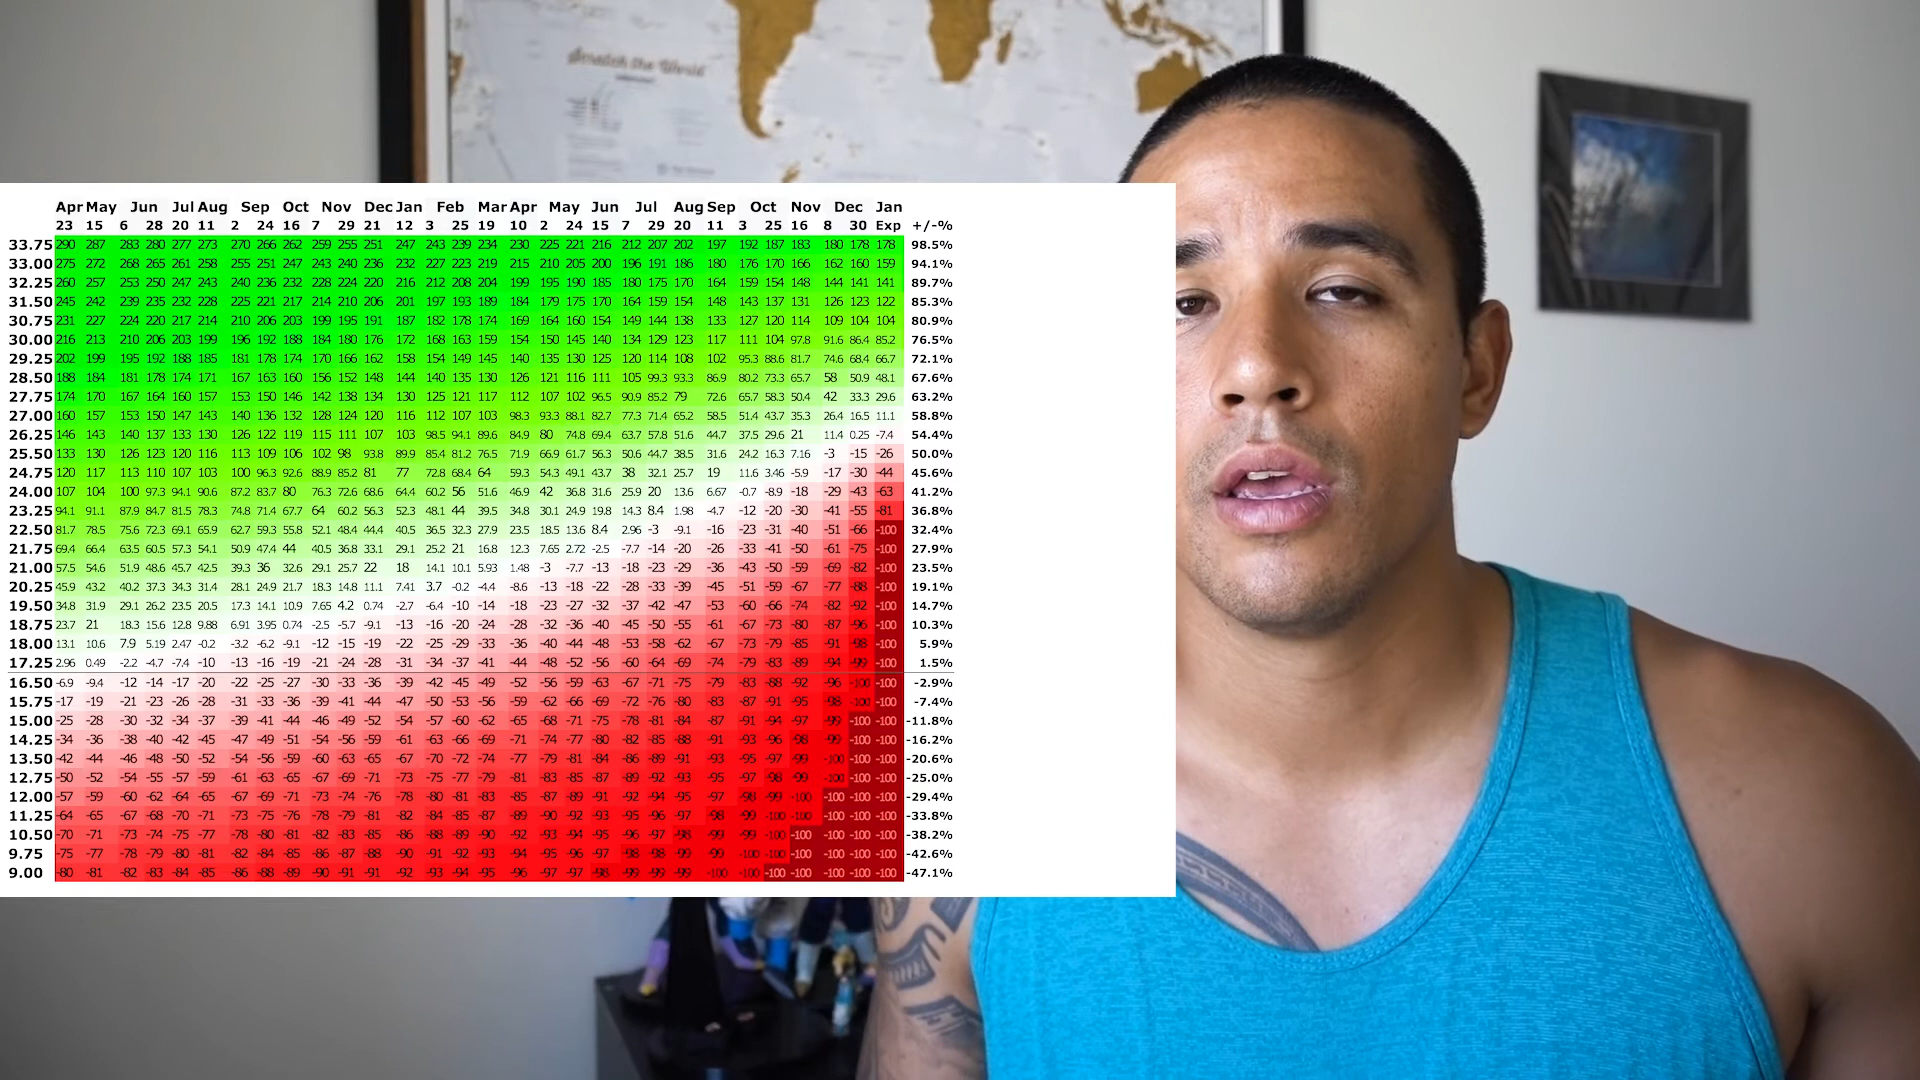 Scratch the World
Apr May Jun Jul Aug Sep Oct Nov Dec Jan Feb Mar Apr May Jun Jul Aug Sep Oct Nov Dec Jan
23 15 6 28 20 11 2 24 16 7 29 21 12 3 25 19 10 2 24 15 7 29 20 11 3 25 16 8 30 Exp +/-%
33.75 290 287 283 280 277 273 270 266 262 259 255 251 247 243 239 234 230 225 221 216 212 207 202 197 192 187 183 180 178 178 98.5%
33.00 275 272 268 265 261 258 255 251 247 243 240 236 232 227 223 219 215 210 205 200 196 191 186 180 176 170 166 162 160 159 94.1%
32.25 260 257 253 250 247 243 240 236 232 228 224 220 216 212 208 204 199 195 190 185 180 175 170 164 159 154 148 144 141 141 89.7%
31.50 245 242 239 235 232 228 225 221 217 214 210 206 201 197 193 189 184 179 175 170 164 159 154 148 143 137 131 126 123 122 85.3%
30.75 231 227 224 220 217 214 210 206 203 199 195 191 187 182 178 174 169 164 160 154 149 144 138 133 127 120 114 109 104 104 80.9%
30.00 216 213 210 206 203 199 196 192 188 184 180 176 172 168 163 159 154 150 145 140 134 129 123 117 111 104 97.8 91.6 86.4 85.2 76.5%
29.25 202 199 195 192 188 185 181 178 174 170 166 162 158 154 149 145 140 135 130 125 120 114 108 102 95.3 88.6 81.7 74.6 68.4 66.7 72.1%
28.50 188 184 181 178 174 171 167 163 160 156 152 148 144 140 135 130 126 121 116 111 105 99.3 93.3 86.9 80.2 73.3 65.7 58 50.9 48.1 67.6%
27.75 174 170 167 164 160 157 153 150 146 142 138 134 130 125 121 117 112 107 102 96.5 90.9 85.2 79 72.6 65.7 58.3 50.4 42 33.3 29.6 63.2%
27.00 160 157 153 150 147 143 140 136 132 128 124 120 116 112 107 103 98.3 93.3 88.1 82.7 77.3 71.4 65.2 58.5 51.4 43.7 35.3 26.4 16.5 11.1 58.8%
26.25 146 143 140 137 133 130 126 122 119 115 111 107 103 98.5 94.1 89.6 84.9 80 74.8 69.4 63.7 57.8 51.6 44.7 37.5 29.6 21 11.4 0.25 -7.4 54.4%
25.50 133 130 126 123 120 116 113 109 106 102 98 93.8 89.9 85.4 81.2 76.5 71.9 66.9 61.7 56.3 50.6 44.7 38.5 31.6 24.2 16.3 7.16 -3 -15 -26 50.0%
24.75 120 117 113 110 107 103 100 96.3 92.6 88.9 85.2 81 77 72.8 68.4 64 59.3 54.3 49.1 43.7 38 32.1 25.7 19 11.6 3.46 -5.9 -17 -30 -44 45.6%
24.00 107 104 100 97.3 94.1 90.6 87.2 83.7 80 76.3 72.6 68.6 64.4 60.2 56 51.6 46.9 42 36.8 31.6 25.9 20 13.6 6.67 -0.7 -8.9 -18 -29 -43 -63 41.2%
23.25 94.1 91.1 87.9 84.7 81.5 78.3 74.8 71.4 67.7 64 60.2 56.3 52.3 48.1 44 39.5 34.8 30.1 24.9 19.8 14.3 8.4 1.98 -4.7 -12 -20 -30 -41 -55 -81 36.8%
22.50 81.7 78.5 75.6 72.3 69.1 65.9 62.7 59.3 55.8 52.1 48.4 44.4 40.5 36.5 32.3 27.9 23.5 18.5 13.6 8.4 2.96 -3 -9.1 -16 -23 -31 -40 -51 -66 -100 32.4%
21.75 69.4 66.4 63.5 60.5 57.3 54.1 50.9 47.4 44 40.5 36.8 33.1 29.1 25.2 21 16.8 12.3 7.65 2.72 -2.5 -7.7 -14 -20 -26 -33 -41 -50 -61 -75 -100 27.9%
21.00 57.5 54.6 51.9 48.6 45.7 42.5 39.3 36 32.6 29.1 25.7 22 18 14.1 10.1 5.93 1.48 -3 -7.7 -13 -18 -23 -29 -36 -43 -50 -59 -69 -82 -100 23.5%
20.25 45.9 43.2 40.2 37.3 34.3 31.4 28.1 24.9 21.7 18.3 14.8 11.1 7.41 3.7 -0.2 -4.4 -8.6 -13 -18 -22 -28 -33 -39 -45 -51 -59 -67 -77 -88 -100 19.1%
19.50 34.8 31.9 29.1 26.2 23.5 20.5 17.3 14.1 10.9 7.65 4.2 0.74 -2.7 -6.4 -10 -14 -18 -23 -27 -32 -37 -42 -47 -53 -60 -66 -74 -82 -92 -100 14.7%
18.75 23.7 21 18.3 15.6 12.8 9.88 6.91 3.95 0.74 -2.5 -5.7 -9.1 -13 -16 -20 -24 -28 -32 -36 -40 -45 -50 -55 -61 -67 -73 -80 -87 -96 -100 10.3%
18.00 13.1 10.6 7.9 5.19 2.47 -0.2 -3.2 -6.2 -9.1 -12 -15 -19 -22 -25 -29 -33 -36 -40 -44 -48 -53 -58 -62 -67 -73 -79 -85 -91 -98 -100 5.9%
17.25 2.96 0.49 -2.2 -4.7 -7.4 -10 -13 -16 -19 -21 -24 -28 -31 -34 -37 -41 -44 -48 -52 -56 -60 -64 -69 -74 -79 -83 -89 -94 -99 -100 1.5%
16.50 -6.9 -9.4 -12 -14 -17 -20 -22 -25 -27 -30 -33 -36 -39 -42 -45 -49 -52 -56 -59 -63 -67 -71 -75 -79 -83 -88 -92 -96 -100 -100 -2.9%
15.75 -17 -19 -21 -23 -26 -28 -31 -33 -36 -39 -41 -44 -47 -50 -53 -56 -59 -62 -66 -69 -72 -76 -80 -83 -87 -91 -95 -98 -100 -100 -7.4%
15.00 -25 -28 -30 -32 -34 -37 -39 -41 -44 -46 -49 -52 -54 -57 -60 -62 -65 -68 -71 -75 -78 -81 -84 -87 -91 -94 -97 -99 -100 -100 -11.8%
14.25 -34 -36 -38 -40 -42 -45 -47 -49 -51 -54 -56 -59 -61 -63 -66 -69 -71 -74 -77 -80 -82 -85 -88 -91 -93 -96 -98 -99 -100 -100 -16.2%
13.50 -42 -44 -46 -48 -50 -52 -54 -56 -59 -60 -63 -65 -67 -70 -72 -74 -77 -79 -81 -84 -86 -89 -91 -93 -95 -97 -99 -100 -100 -100 -20.6%
12.75 -50 -52 -54 -55 -57 -59 -61 -63 -65 -67 -69 -71 -73 -75 -77 -79 -81 -83 -85 -87 -89 -92 -93 -95 -97 -98 -99 -100 -100 -100 -25.0%
12.00 -57 -59 -60 -62 -64 -65 -67 -69 -71 -73 -74 -76 -78 -80 -81 -83 -85 -87 -89 -91 -92 -94 -95 -97 -98 -99 -100 -100 -100 -100 -29.4%
11.25 -64 -65 -67 -68 -70 -71 -73 -75 -76 -78 -79 -81 -82 -84 -85 -87 -89 -90 -92 -93 -95 -96 -97 -98 -99 -100 -100 -100 -100 -100 -33.8%
10.50 -70 -71 -73 -74 -75 -77 -78 -80 -81 -82 -83 -85 -86 -88 -89 -90 -92 -93 -94 -95 -96 -97 -98 -99 -99 -100 -100 -100 -100 -100 -38.2%
9.75 -75 -77 -78 -79 -80 -81 -82 -84 -85 -86 -87 -88 -90 -91 -92 -93 -94 -95 -96 -97 -98 -98 -99 -99 -100 -100 -100 -100 -100 -100 -42.6%
9.00 -80 -81 -82 -83 -84 -85 -86 -88 -89 -90 -91 -91 -92 -93 -94 -95 -96 -97 -97 -98 -99 -99 -99 -100 -100 -100 -100 -100 -100 -100 -47.1%